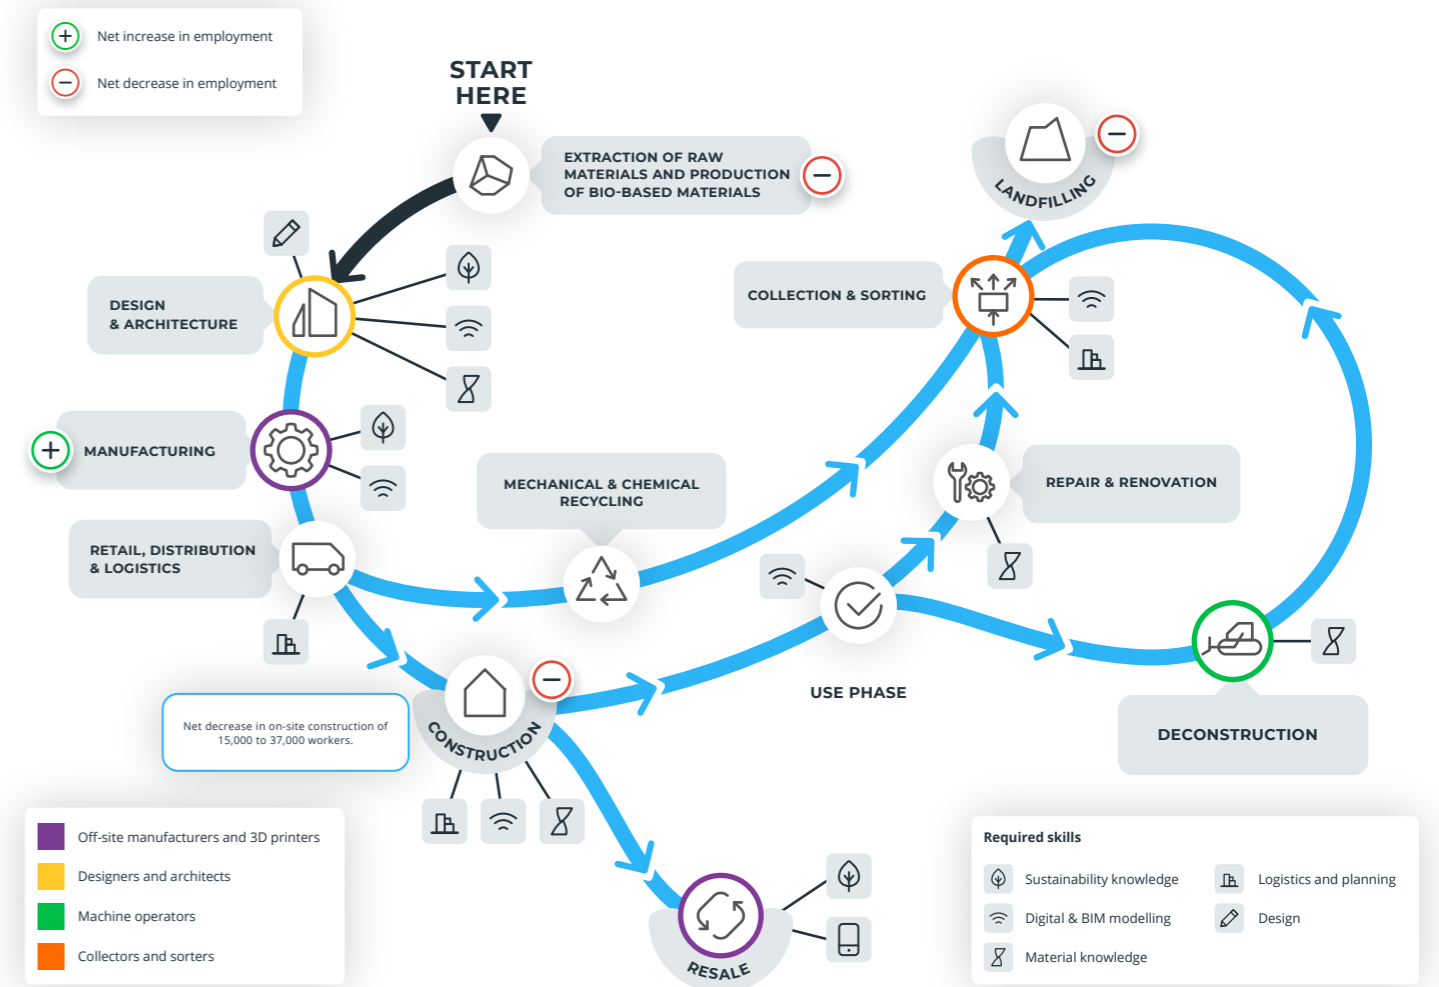 Net increase in employment
Net decrease in employment
START
HERE
EXTRACTION OF RAW
MATERIALS AND PRODUCTION
OF BIO-BASED MATERIALS
LANDFILLING
DESIGN
& ARCHITECTURE
COLLECTION & SORTING
MANUFACTURING
MECHANICAL & CHEMICAL
RECYCLING
REPAIR & RENOVATION
RETAIL, DISTRIBUTION
& LOGISTICS
USE PHASE
CONSTRUCTION
Net decrease in on-site construction of
15,000 to 37,000 workers.
DECONSTRUCTION
RESALE
Off-site manufacturers and 3D printers
Designers and architects
Machine operators
Collectors and sorters
Required skills
Sustainability knowledge
Logistics and planning
Digital & BIM modelling
Design
Material knowledge